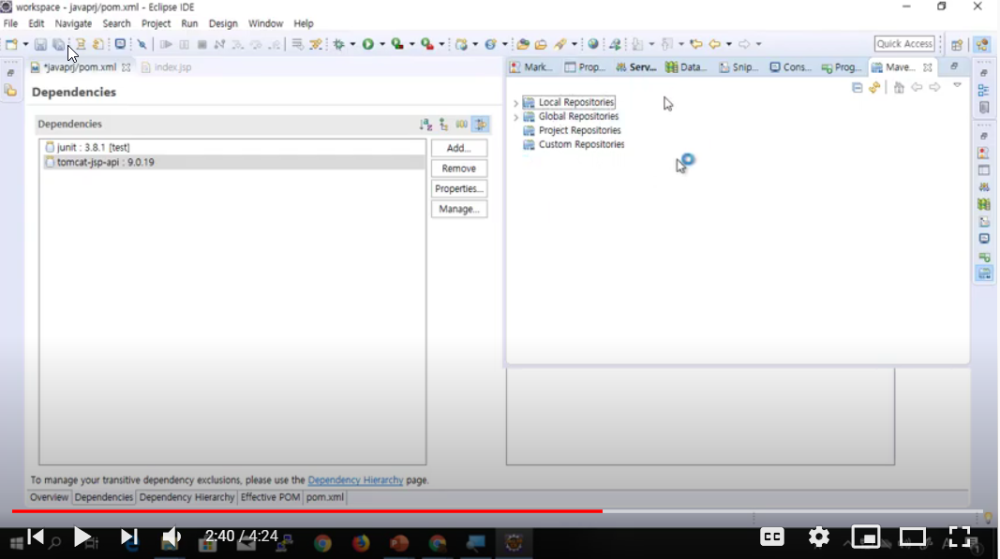 workspace - javaprj/pom.xml - Eclipse IDE
File Edit Navigate Search Project Run Design Window Help
Quick Access
*javaprj/pom.xml index.jsp
Mark... Prop... Serv... Data... Snip... Cons... Prog... Mave...
Dependencies
Dependencies
junit : 3.8.1 [test]
tomcat-jsp-api : 9.0.19
Add...
Remove
Properties...
Manage...
Local Repositories
Global Repositories
Project Repositories
Custom Repositories
To manage your transitive dependency exclusions, please use the Dependency Hierarchy page.
Overview Dependencies Dependency Hierarchy Effective POM pom.xml
2:40 / 4:24
CC